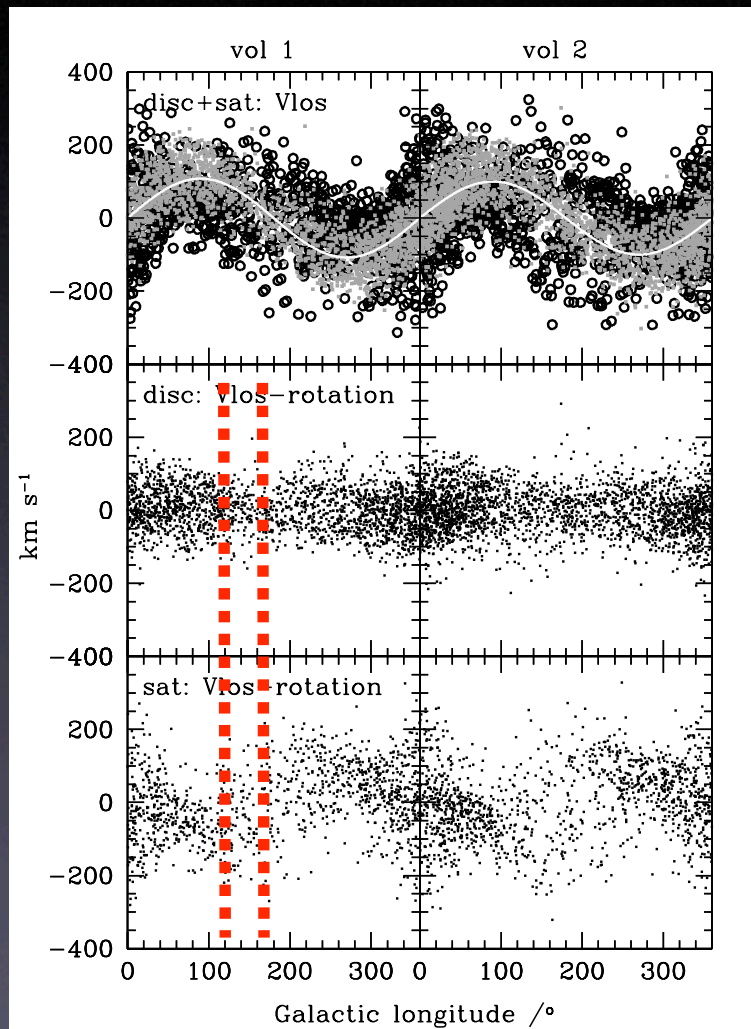 vol 1 vol 2
400
disc+sat: Vlos
200
0
−200
−400
disc: Vlos−rotation
200
0
−200
−400
sat: Vlos−rotation
200
0
−200
−400
km s−1
0 100 200 300 0 100 200 300
Galactic longitude /°